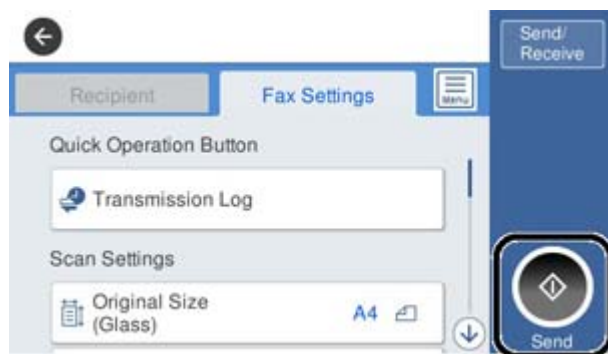 Send/
Receive
Recipient
Fax Settings
Menu
Quick Operation Button
Transmission Log
Scan Settings
Original Size
(Glass)
A4
Send